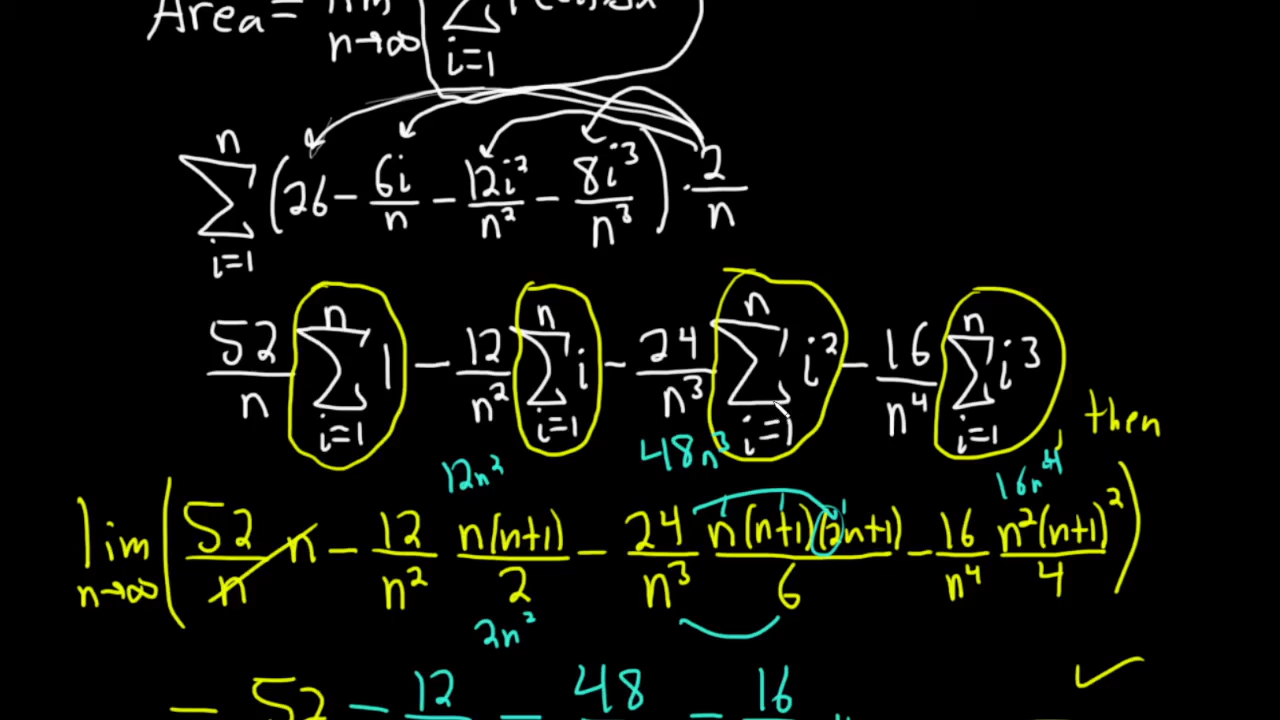 Area = lim n→∞ ∑ i=1
n ∑ i=1 (26 − 6i/n − 12i²/n² − 8i³/n³) · 2/n
52/n n ∑ i=1 1 − 12/n² n ∑ i=1 i − 24/n³ n ∑ i=1 i² − 16/n⁴ n ∑ i=1 i³ then
12n² 48n³ 16n⁴
lim n→∞ (52/n n − 12/n² n(n+1)/2 − 24/n³ n(n+1)(2n+1)/6 − 16/n⁴ n²(n+1)²/4)
2n²
= 52 − 12 − 48 − 16